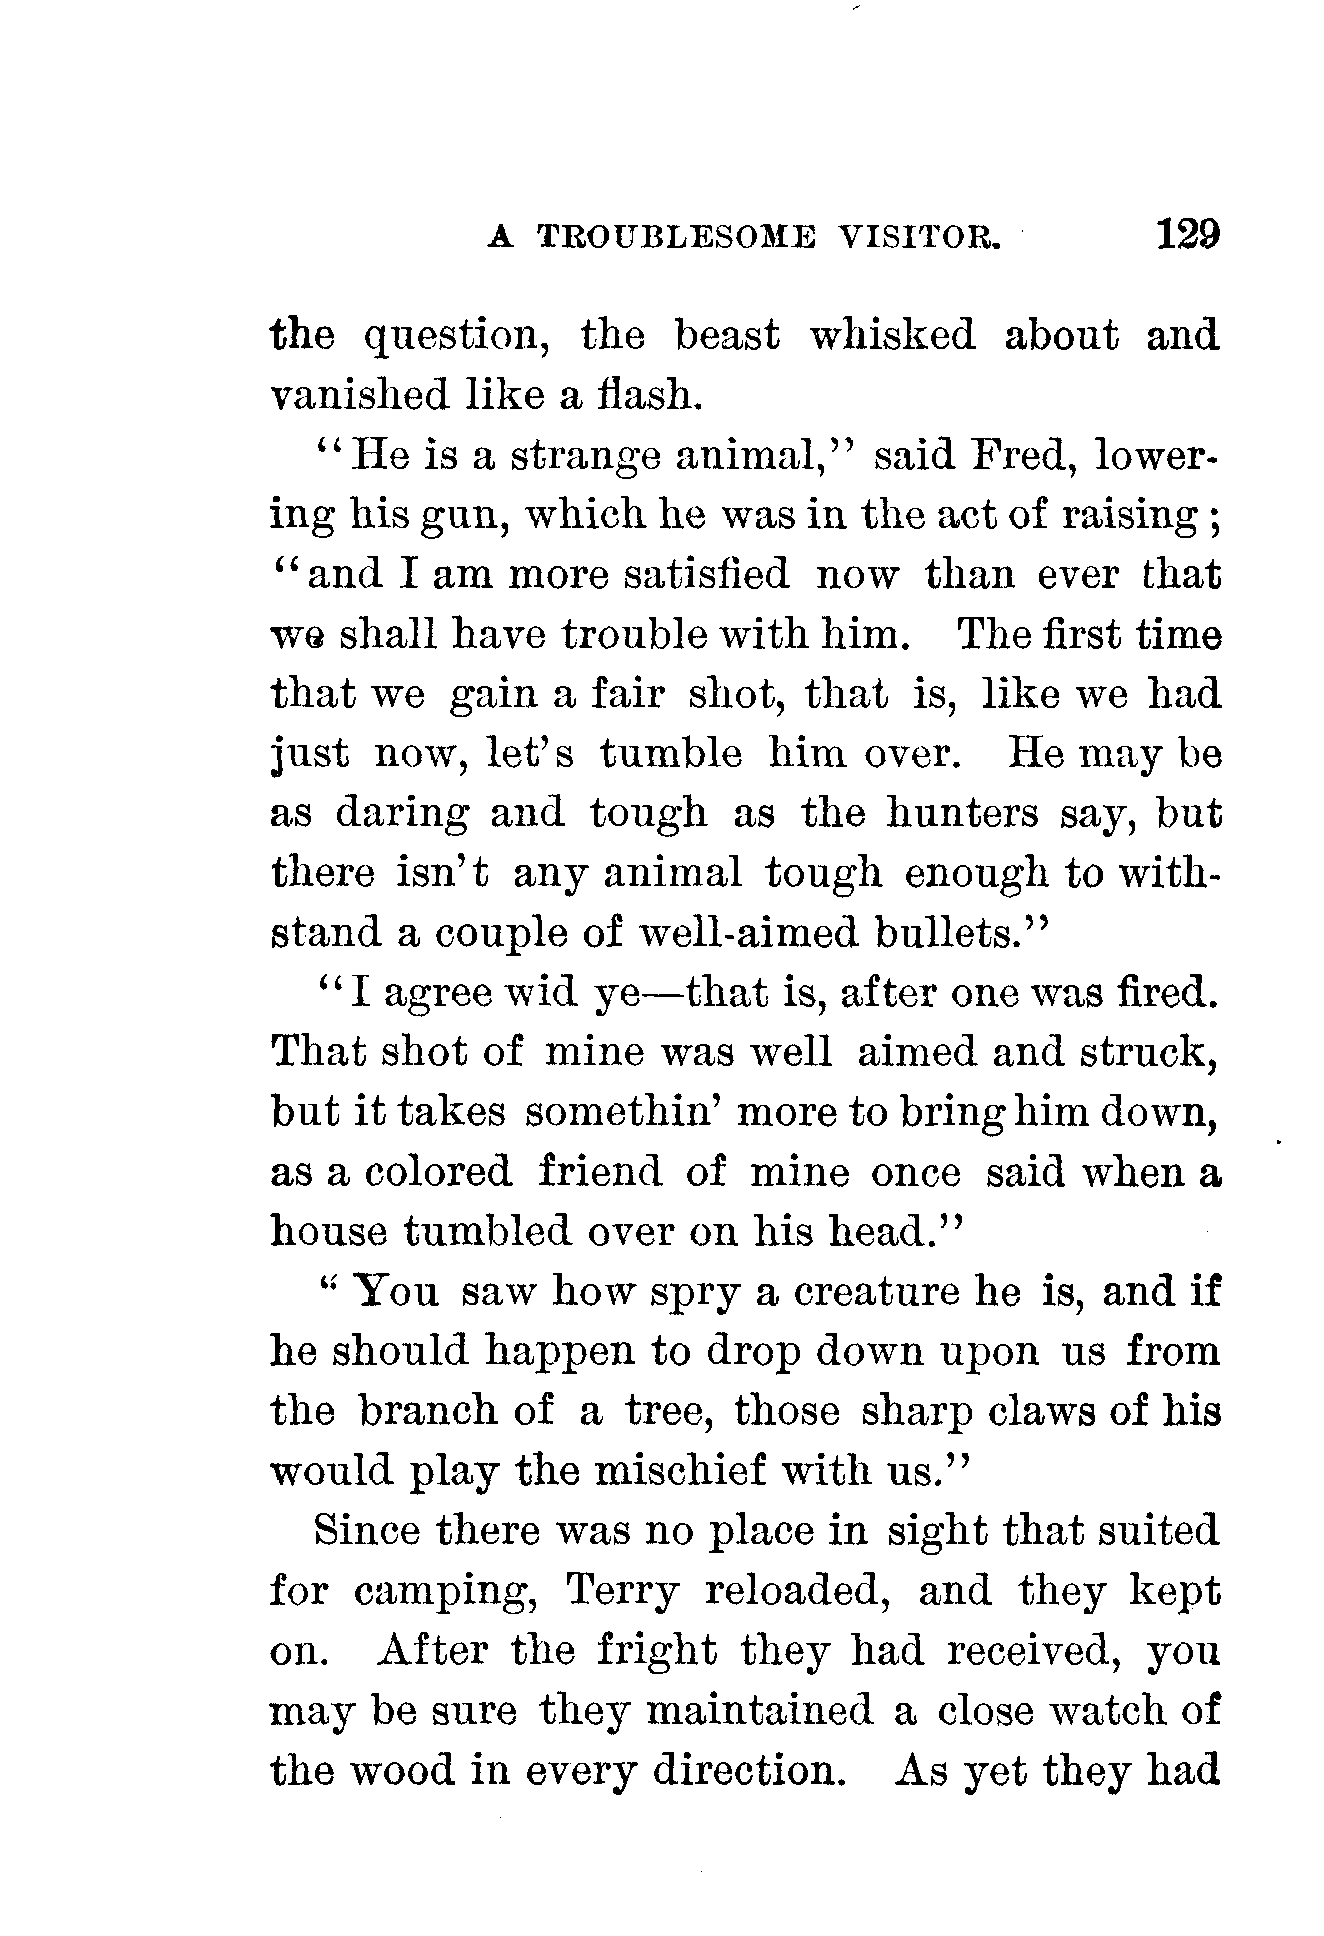 A TROUBLESOME VISITOR. 129
the question, the beast whisked about and
vanished like a flash.
"He is a strange animal," said Fred, lower-
ing his gun, which he was in the act of raising;
"and I am more satisfied now than ever that
we shall have trouble with him. The first time
that we gain a fair shot, that is, like we had
just now, let's tumble him over. He may be
as daring and tough as the hunters say, but
there isn't any animal tough enough to with-
stand a couple of well-aimed bullets."
"I agree wid ye—that is, after one was fired.
That shot of mine was well aimed and struck,
but it takes somethin' more to bring him down,
as a colored friend of mine once said when a
house tumbled over on his head."
"You saw how spry a creature he is, and if
he should happen to drop down upon us from
the branch of a tree, those sharp claws of his
would play the mischief with us."
Since there was no place in sight that suited
for camping, Terry reloaded, and they kept
on. After the fright they had received, you
may be sure they maintained a close watch of
the wood in every direction. As yet they had